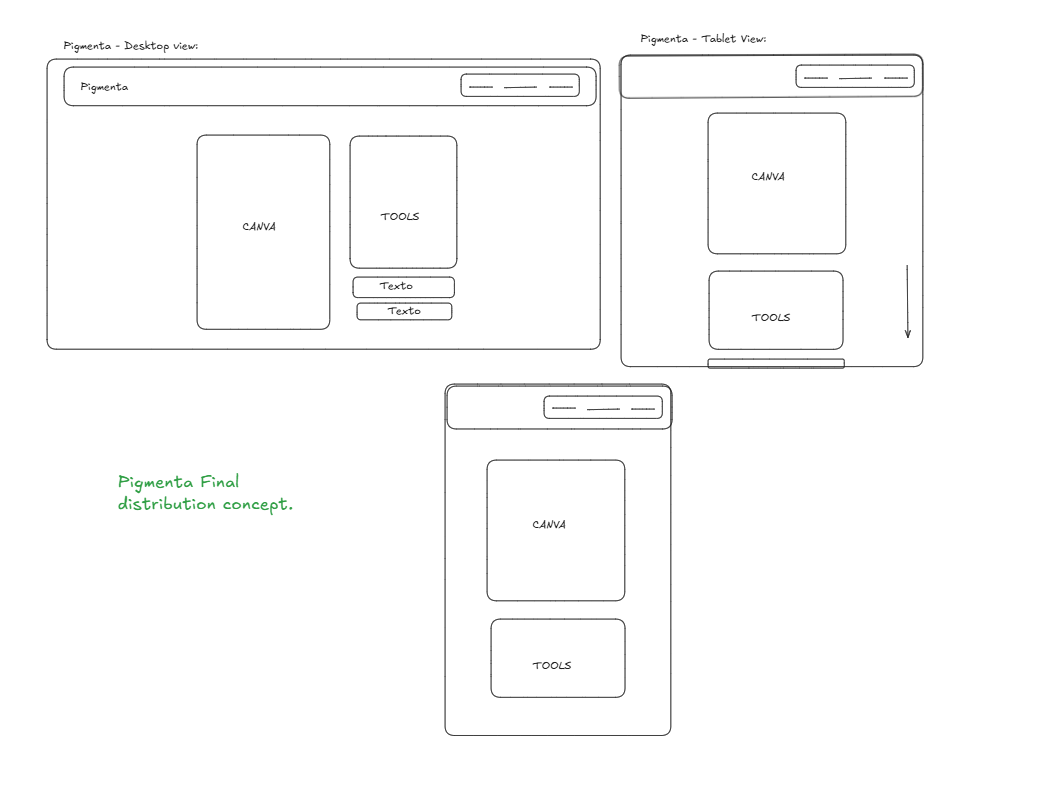 Pigmenta - Desktop view:
Pigmenta
CANVA
TOOLS
Texto
Texto
Pigmenta - Tablet View:
CANVA
TOOLS
Pigmenta Final
distribution concept.
CANVA
TOOLS